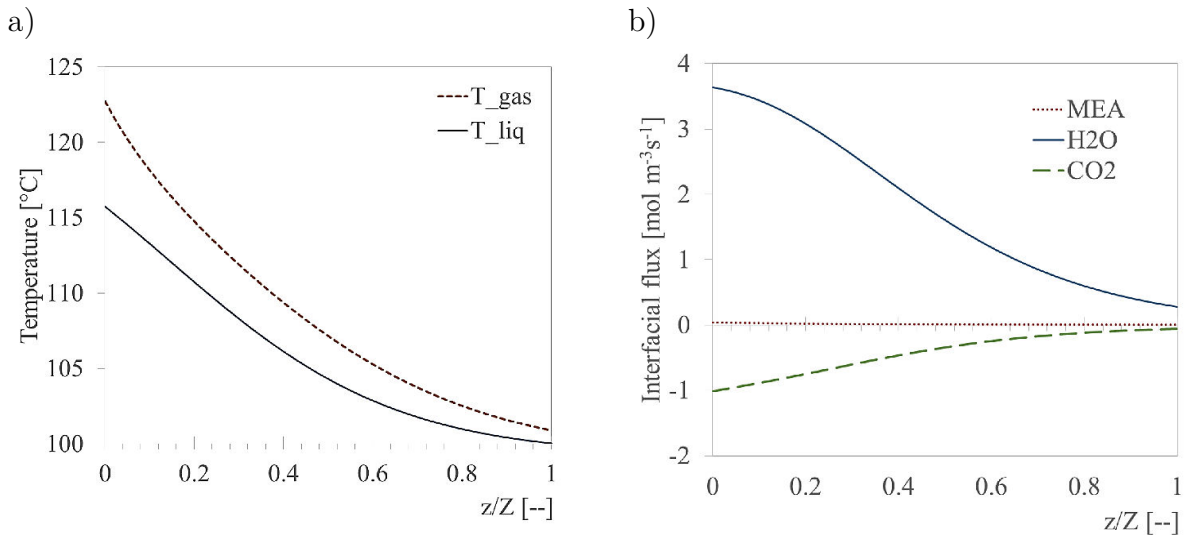 a)
125
120
115
110
105
100
Temperature [°C]
T_gas
T_liq
0
0.2
0.4
0.6
0.8
1
z/Z [--]
b)
4
3
2
1
0
-1
-2
Interfacial flux [mol m-3s-1]
MEA
H2O
CO2
0
0.2
0.4
0.6
0.8
1
z/Z [--]